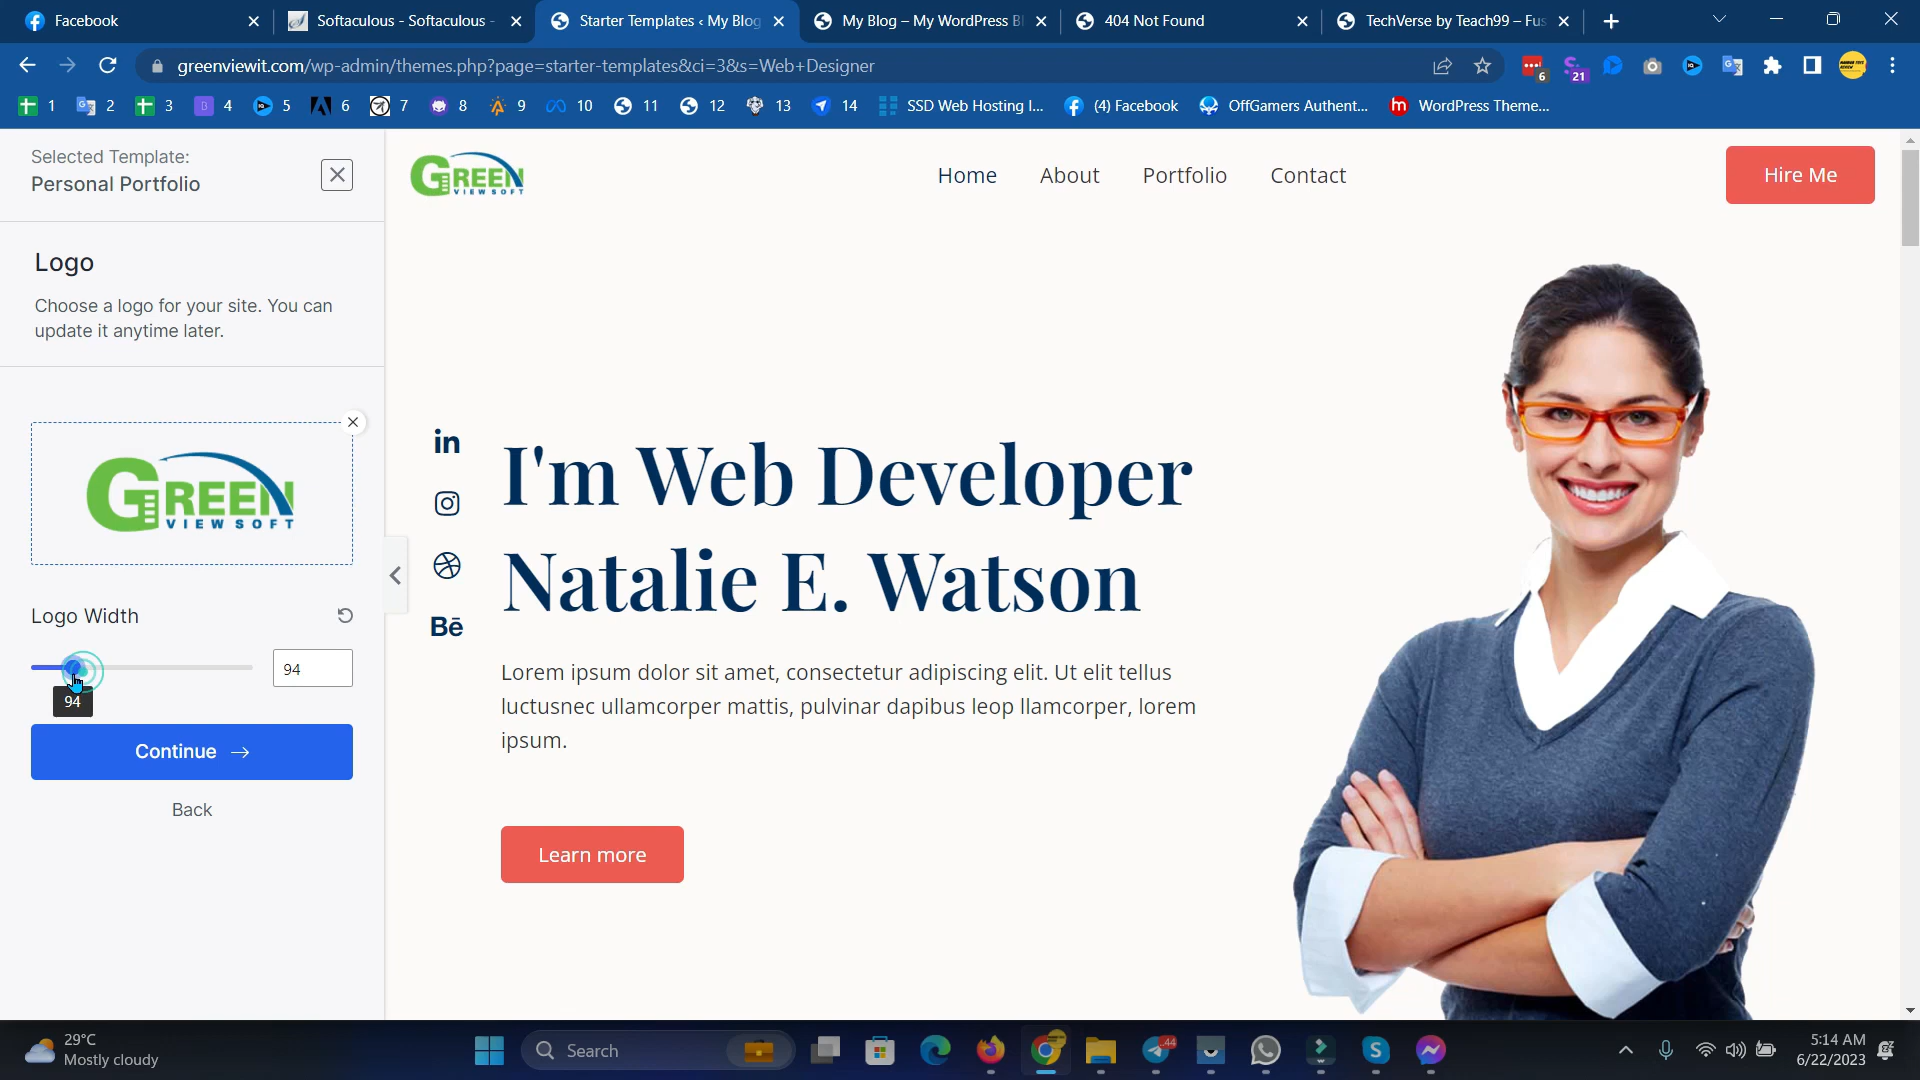 Facebook
Softaculous - Softaculous -
Starter Templates ‹ My Blog
My Blog – My WordPress Bl
404 Not Found
TechVerse by Teach99 – Fus
greenviewit.com/wp-admin/themes.php?page=starter-templates&ci=3&s=Web+Designer
6
21
1
2
3
4
5
6
7
8
9
10
11
12
13
14
SSD Web Hosting I...
(4) Facebook
OffGamers Authent...
WordPress Theme...
Selected Template:
Personal Portfolio
Logo
Choose a logo for your site. You can
update it anytime later.
GREEN
VIEW SOFT
Logo Width
94
94
Continue
Back
GREEN
VIEW SOFT
Home
About
Portfolio
Contact
Hire Me
in
Bē
I'm Web Developer
Natalie E. Watson
Lorem ipsum dolor sit amet, consectetur adipiscing elit. Ut elit tellus
luctusnec ullamcorper mattis, pulvinar dapibus leop llamcorper, lorem
ipsum.
Learn more
29°C
Mostly cloudy
Search
44
5:14 AM
6/22/2023